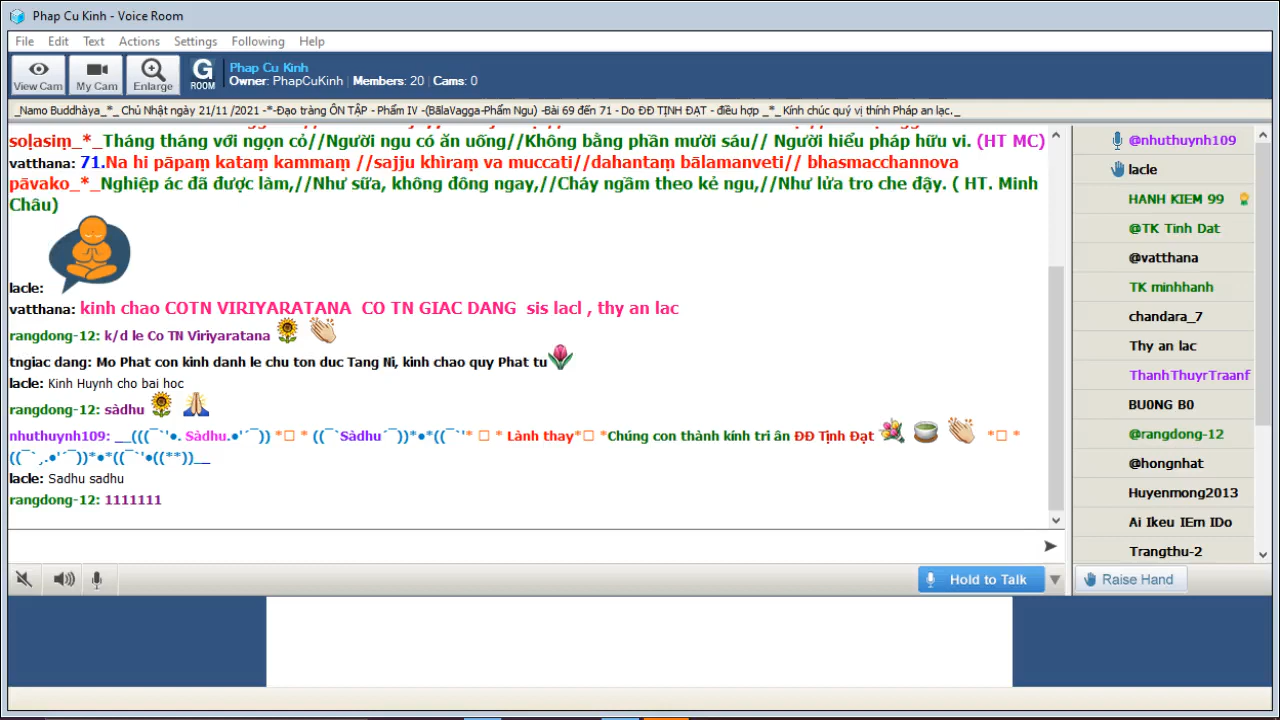 Phap Cu Kinh - Voice Room
File Edit Text Actions Settings Following Help
View Cam My Cam Enlarge G ROOM
Phap Cu Kinh
Owner: PhapCuKinh | Members: 20 | Cams: 0
_Namo Buddhàya_*_ Chủ Nhật ngày 21/11 /2021 -*-Đạo tràng ÔN TẬP - Phẩm IV -(BãlaVagga-Phẩm Ngu) -Bài 69 đến 71 - Do ĐĐ TỊNH ĐẠT - điều hợp _*_ Kính chúc quý vị thính Pháp an lạc._
soḷasiṃ_*_Tháng tháng với ngọn cỏ//Người ngu có ăn uống//Không bằng phần mười sáu// Người hiểu pháp hữu vi. (HT MC)
vatthana: 71.Na hi pāpaṃ kataṃ kammaṃ //sajju khìraṃ va muccati//dahantaṃ bālamanveti// bhasmacchannova
pāvako_*_Nghiệp ác đã được làm,//Như sữa, không đông ngay,//Cháy ngầm theo kẻ ngu,//Như lửa tro che đậy. ( HT. Minh
Châu)
lacle:
vatthana: kinh chao COTN VIRIYARATANA CO TN GIAC DANG sis lacl , thy an lac
rangdong-12: k/d le Co TN Viriyaratana
tngiac dang: Mo Phat con kinh danh le chu ton duc Tang Ni, kinh chao quy Phat tu
lacle: Kinh Huynh cho bai hoc
rangdong-12: sàdhu
nhuthuynh109: __(((¯`'●. Sàdhu.●'´¯)) *□ * ((¯`Sàdhu´¯))*●*((¯`'* □ * Lành thay*□ *Chúng con thành kính tri ân ĐĐ Tịnh Đạt *□ *
((¯`¸.●'´¯))*●*((¯`'●((**))__
lacle: Sadhu sadhu
rangdong-12: 1111111
@nhuthuynh109
lacle
HANH KIEM 99
@TK Tinh Dat
@vatthana
TK minhhanh
chandara_7
Thy an lac
ThanhThuyrTraanf
BU0NG B0
@rangdong-12
@hongnhat
Huyenmong2013
Ai Ikeu IEm IDo
Trangthu-2
Hold to Talk
Raise Hand